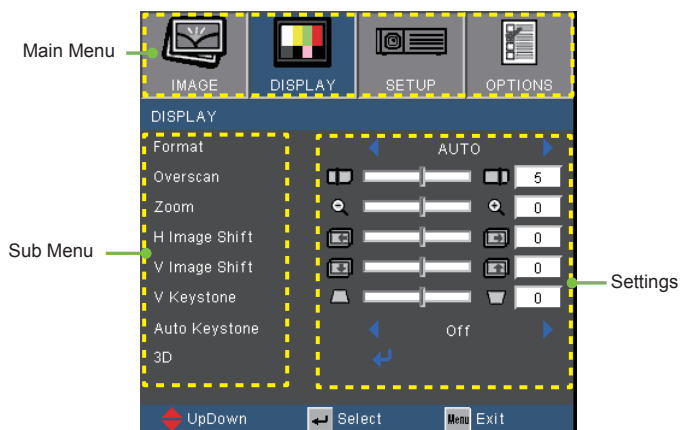 Main Menu
IMAGE DISPLAY SETUP OPTIONS
DISPLAY
Format AUTO
Overscan 5
Zoom 0
H Image Shift 0
Sub Menu
V Image Shift 0
Settings
V Keystone 0
Auto Keystone Off
3D
UpDown Select Menu Exit